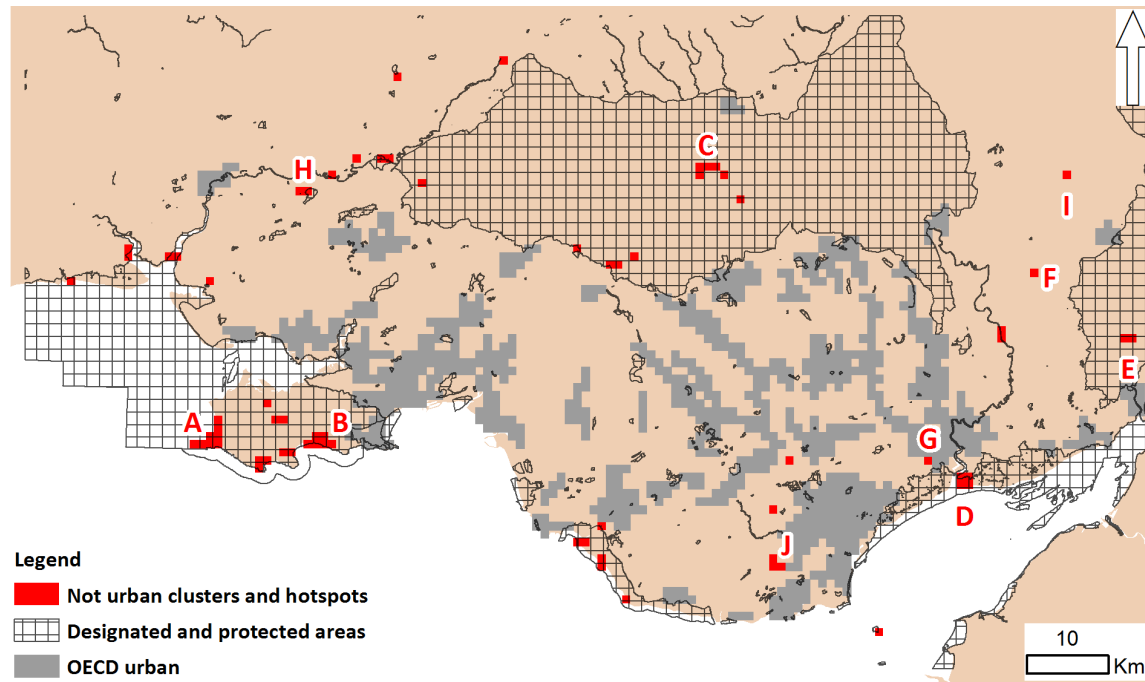 C
H
I
F
E
A
B
G
D
J
Legend
Not urban clusters and hotspots
Designated and protected areas
OECD urban
10
Km